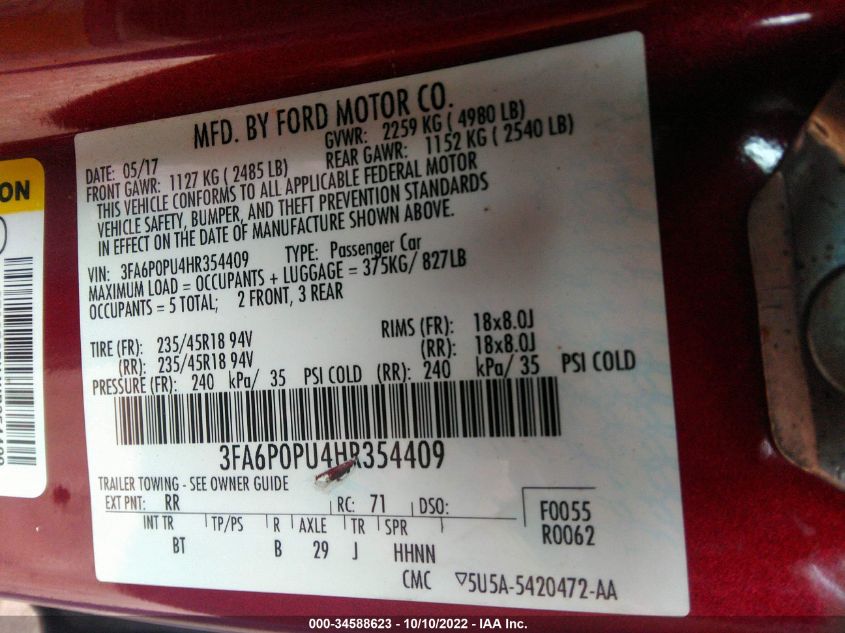 MFD. BY FORD MOTOR CO.
DATE: 05/17 GVWR: 2259 KG ( 4980 LB)
FRONT GAWR: 1127 KG ( 2485 LB) REAR GAWR: 1152 KG ( 2540 LB)
THIS VEHICLE CONFORMS TO ALL APPLICABLE FEDERAL MOTOR
VEHICLE SAFETY, BUMPER, AND THEFT PREVENTION STANDARDS
IN EFFECT ON THE DATE OF MANUFACTURE SHOWN ABOVE.
VIN: 3FA6P0PU4HR354409 TYPE: Passenger Car
MAXIMUM LOAD = OCCUPANTS + LUGGAGE = 375KG/ 827LB
OCCUPANTS = 5 TOTAL; 2 FRONT, 3 REAR
TIRE (FR): 235/45R18 94V RIMS (FR): 18x8.0J
(RR): 235/45R18 94V (RR): 18x8.0J
PRESSURE (FR): 240 kPa/ 35 PSI COLD (RR): 240 kPa/ 35 PSI COLD
3FA6P0PU4HR354409
TRAILER TOWING - SEE OWNER GUIDE
EXT PNT: RR RC: 71 DSO: F0055
INT TR TP/PS R AXLE TR SPR R0062
BT B 29 J HHNN
CMC ▽5U5A-5420472-AA
ON
000-34588623 - 10/10/2022 - IAAI.com